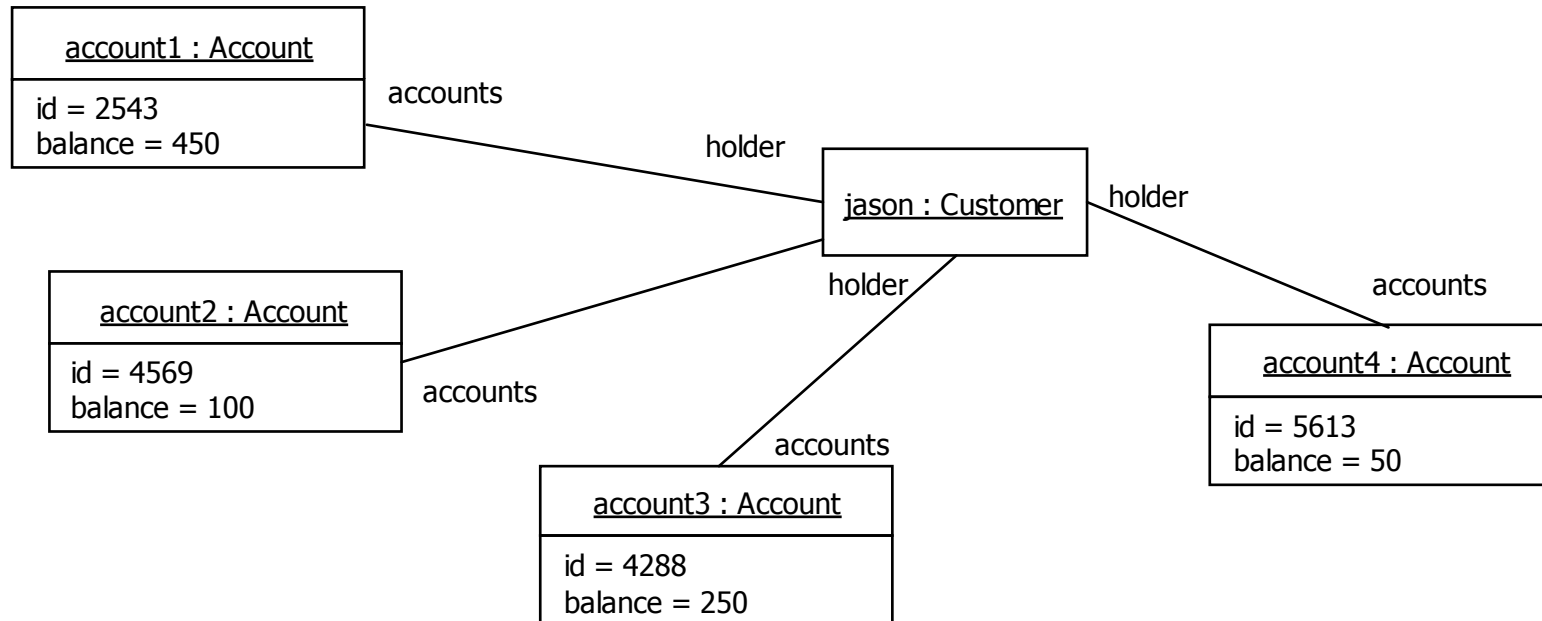 account1 : Account
id = 2543
balance = 450
accounts
holder
jason : Customer
holder
holder
accounts
account2 : Account
id = 4569
balance = 100
accounts
account4 : Account
id = 5613
balance = 50
accounts
account3 : Account
id = 4288
balance = 250